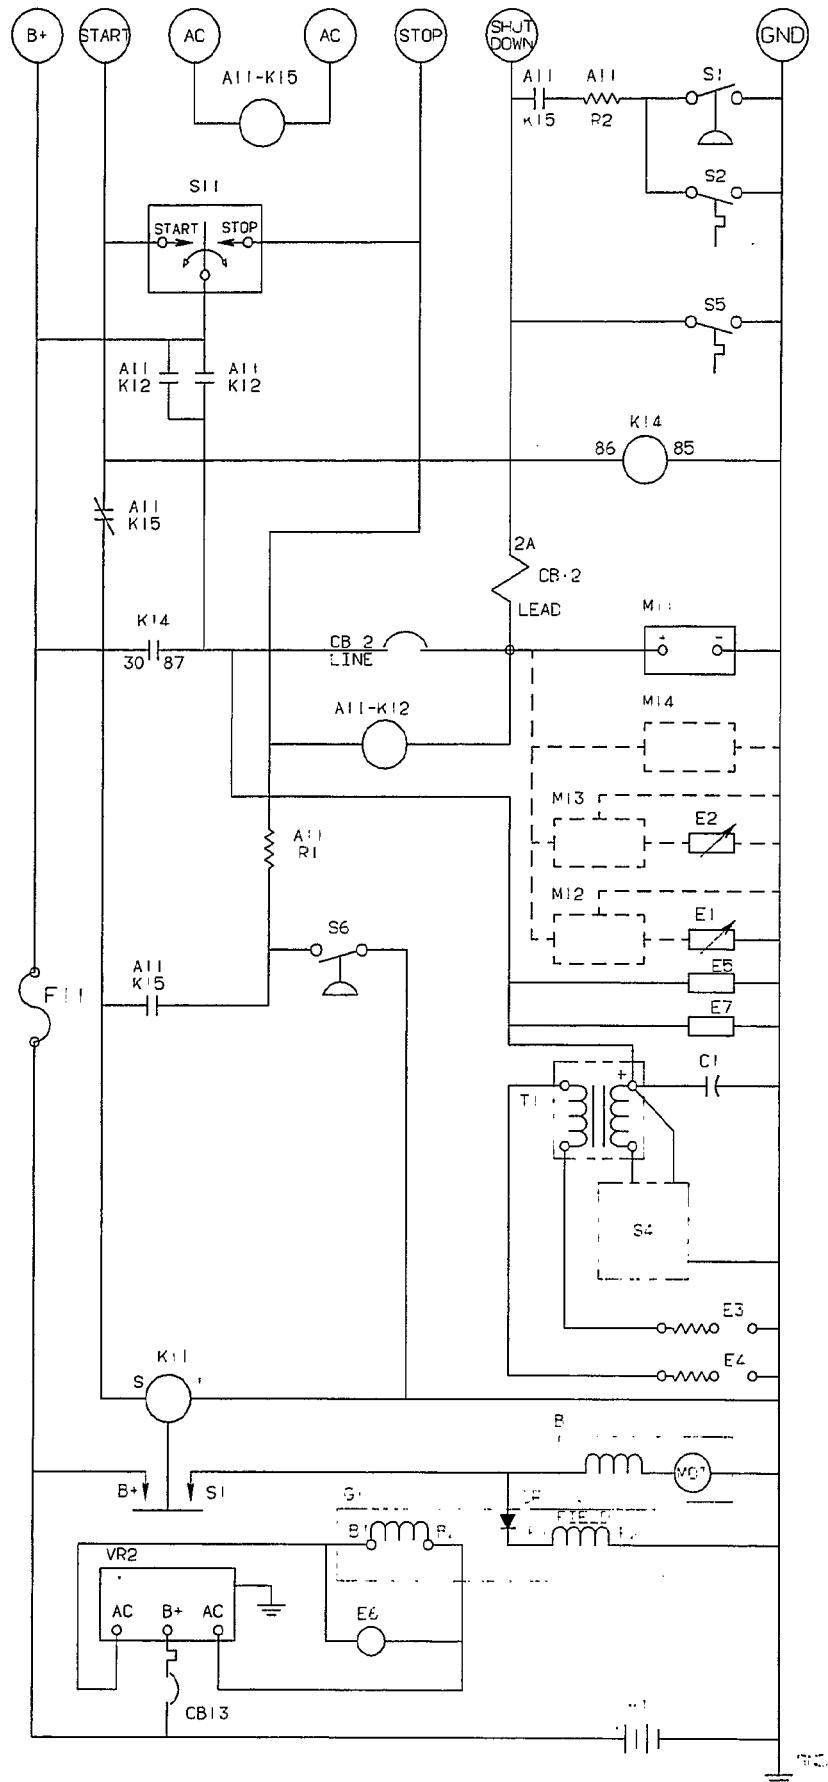 B+ START AC AC STOP SHUT DOWN GND
A11-K15
A11 A11 S1
K15 R2
S2
S11
START STOP
S5
A11 A11
K12 K12
K14
86 85
A11
K15
2A
CB-2
LEAD
K14
30 87
CB 2
LINE
M11
+ -
M14
A11-K12
M13
E2
A11
R1
M12
E1
S6
E5
A11
K15
F11
E7
C1
T1 +
S4
E3
E4
K11
S
B
B+ S1
MOT
G1
FIELD
B1
VR2
AC B+ AC
E6
CB13